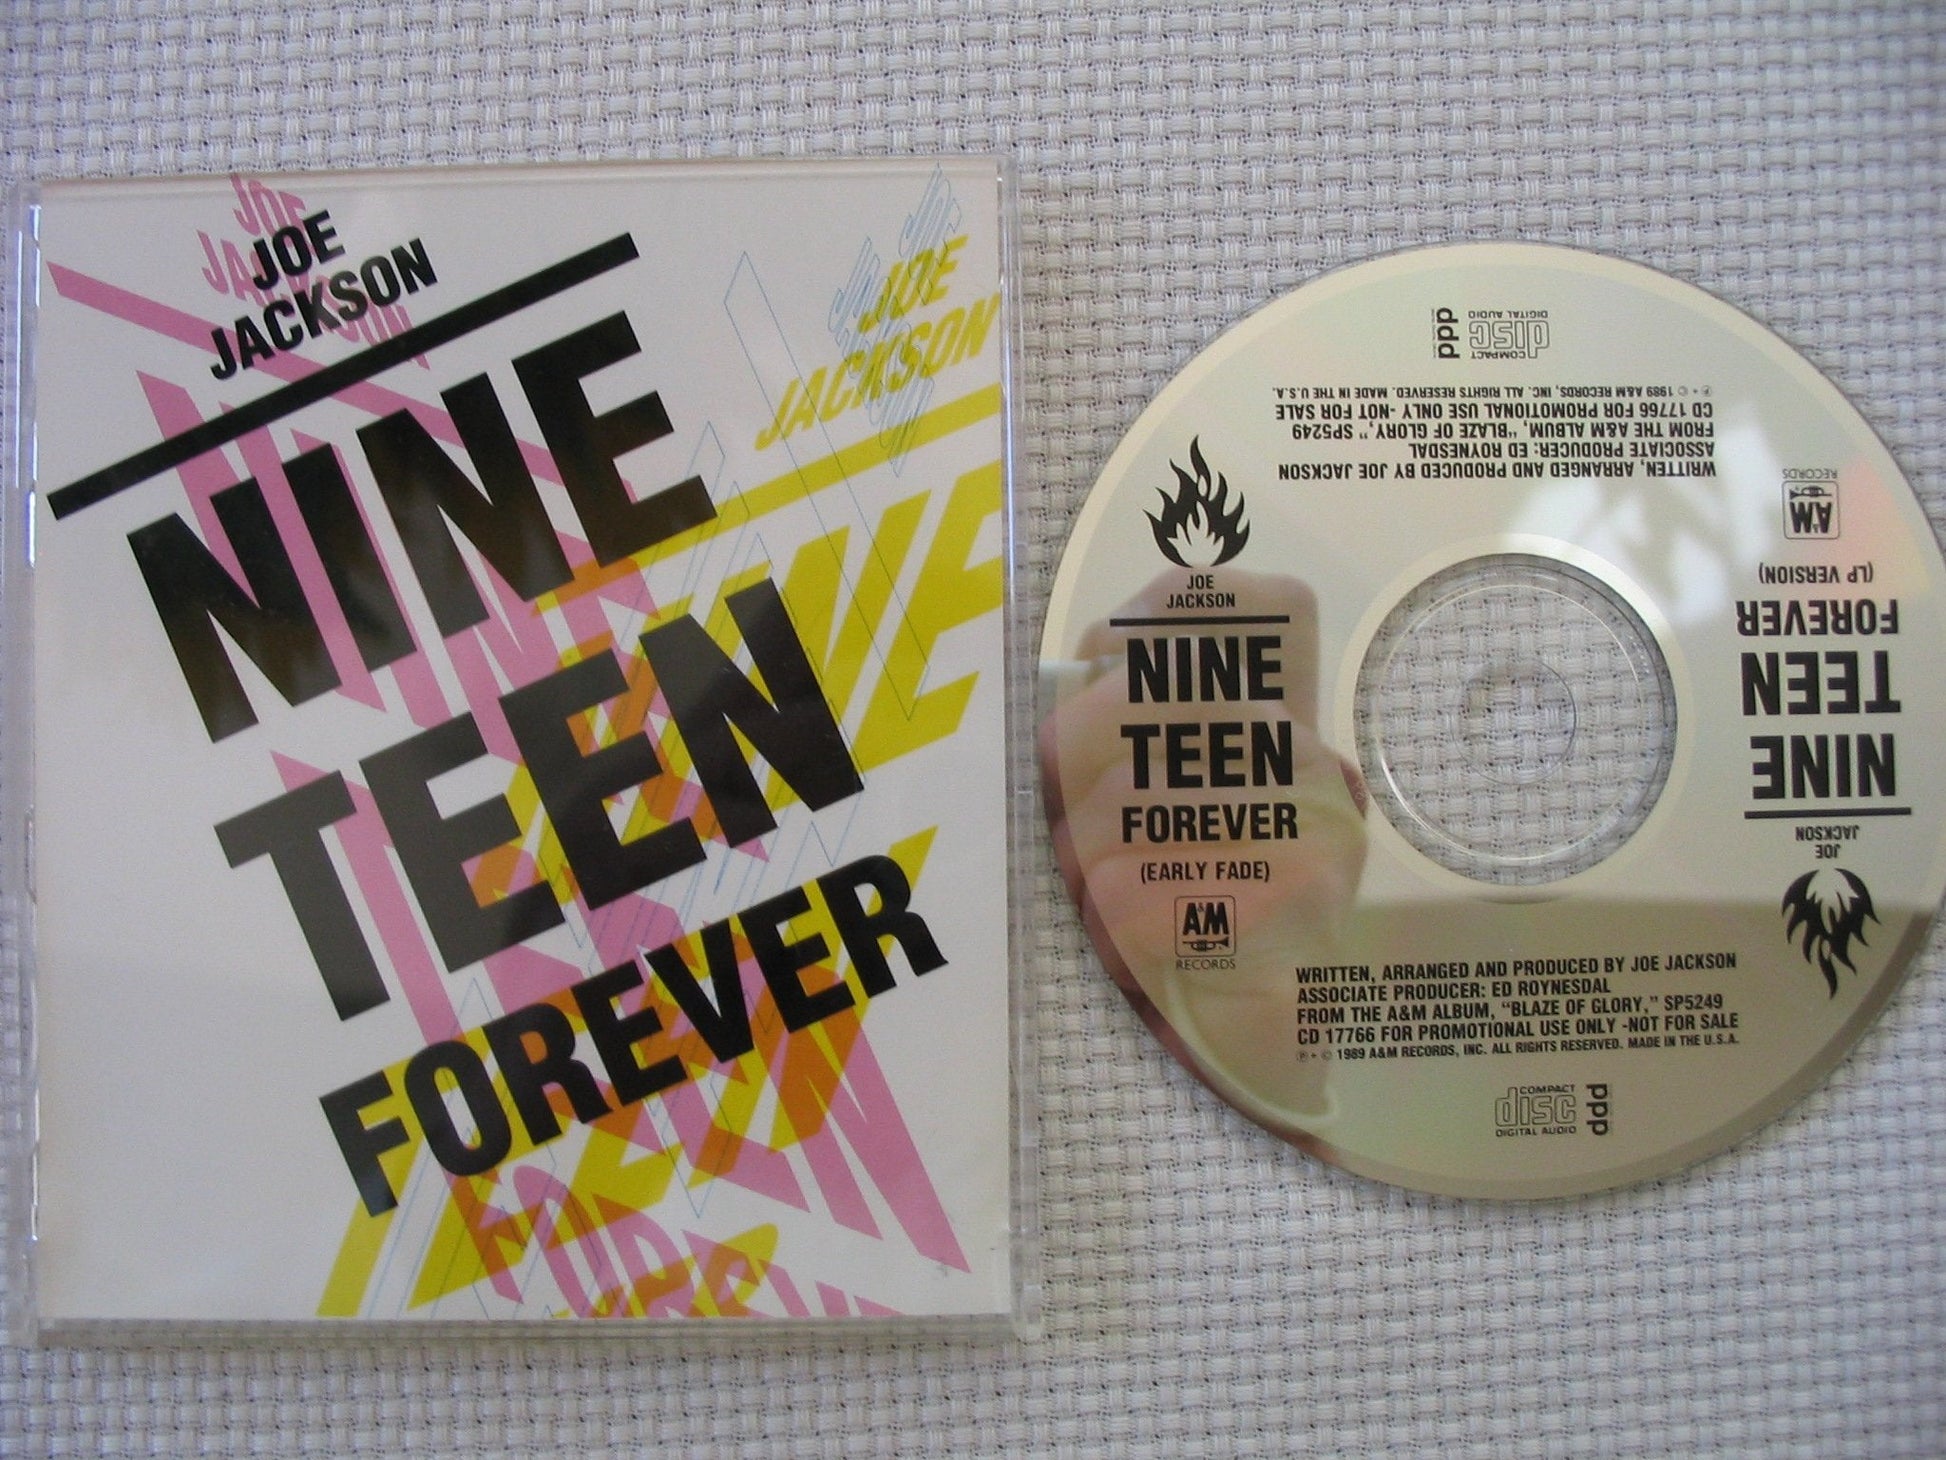 JOE
JACKSON
JOE
JACKSON
NINE
TEEN
FOREVER
JOE
JACKSON
JOE
JACKSON
NINE
TEEN
FOREVER
(EARLY FADE)
A&M
RECORDS
WRITTEN, ARRANGED AND PRODUCED BY JOE JACKSON
ASSOCIATE PRODUCER: ED ROYNESDAL
FROM THE A&M ALBUM, “BLAZE OF GLORY,” SP5249
CD 17766 FOR PROMOTIONAL USE ONLY -NOT FOR SALE
℗ • © 1989 A&M RECORDS, INC. ALL RIGHTS RESERVED. MADE IN THE U.S.A.
COMPACT
disc
DIGITAL AUDIO
ddd
JOE
JACKSON
NINE
TEEN
FOREVER
(LP VERSION)
A&M
RECORDS
WRITTEN, ARRANGED AND PRODUCED BY JOE JACKSON
ASSOCIATE PRODUCER: ED ROYNESDAL
FROM THE A&M ALBUM, “BLAZE OF GLORY,” SP5249
CD 17766 FOR PROMOTIONAL USE ONLY -NOT FOR SALE
℗ • © 1989 A&M RECORDS, INC. ALL RIGHTS RESERVED. MADE IN THE U.S.A.
COMPACT
disc
DIGITAL AUDIO
ddd